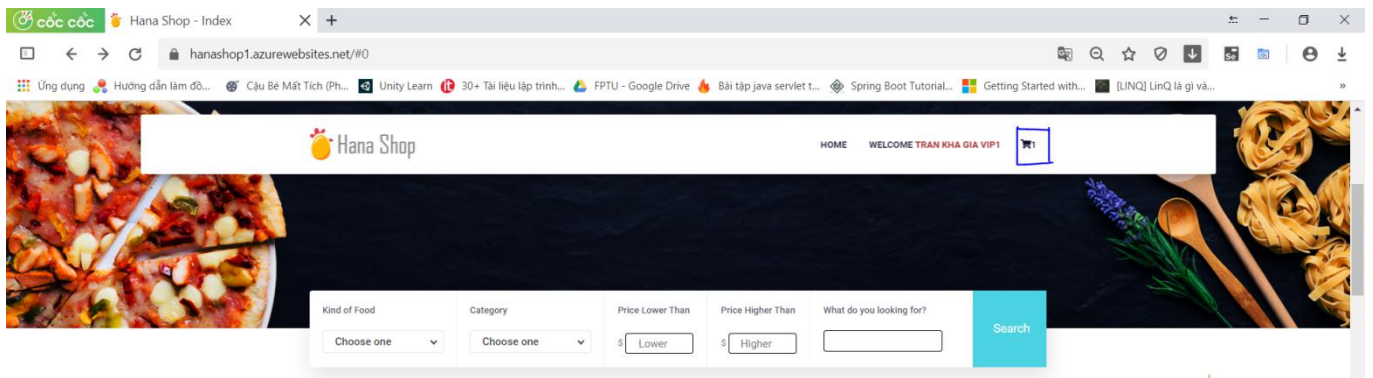 cốc cốc Hana Shop - Index
hanashop1.azurewebsites.net/#0
Ứng dụng Hướng dẫn làm đồ... Cậu Bé Mất Tích (Ph... Unity Learn 30+ Tài liệu lập trình... FPTU - Google Drive Bài tập java servlet t... Spring Boot Tutorial... Getting Started with... [LINQ] LinQ là gì và... »
Hana Shop HOME WELCOME TRAN KHA GIA VIP1 1
Kind of Food Category Price Lower Than Price Higher Than What do you looking for?
Choose one Choose one $ Lower $ Higher Search